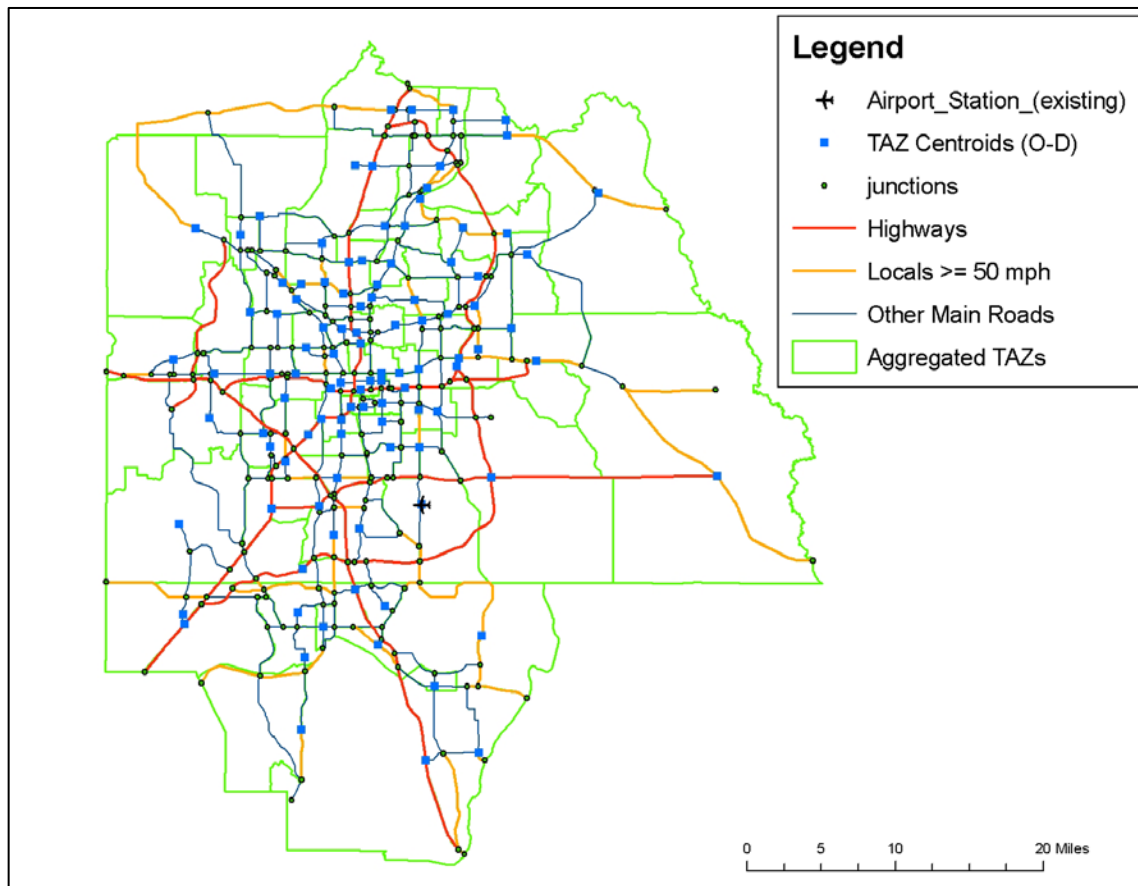 Legend
Airport_Station_(existing)
TAZ Centroids (O-D)
junctions
Highways
Locals >= 50 mph
Other Main Roads
Aggregated TAZs
0 5 10 20 Miles